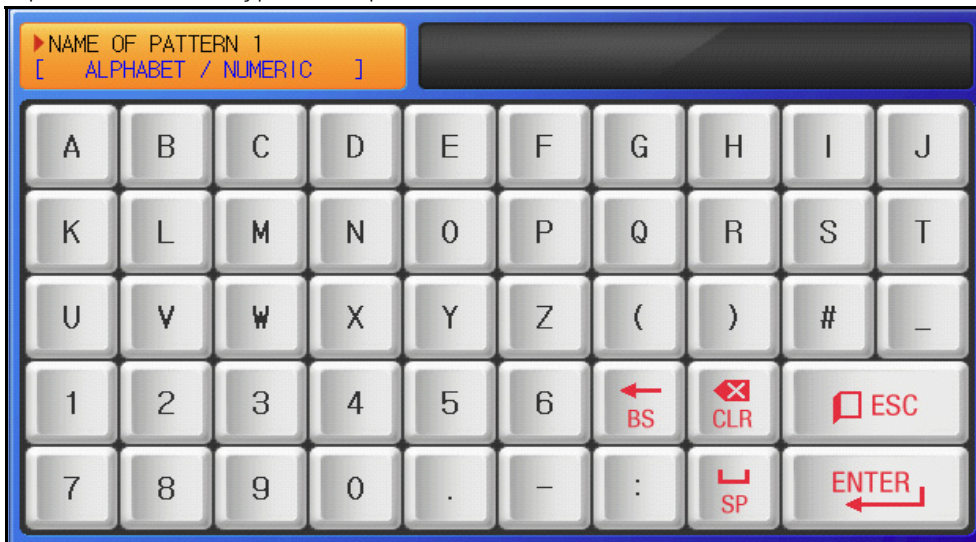 NAME OF PATTERN 1
[ ALPHABET / NUMERIC ]
A B C D E F G H I J
K L M N O P Q R S T
U V W X Y Z ( ) # _
1 2 3 4 5 6 BS CLR ESC
7 8 9 0 . - : SP ENTER